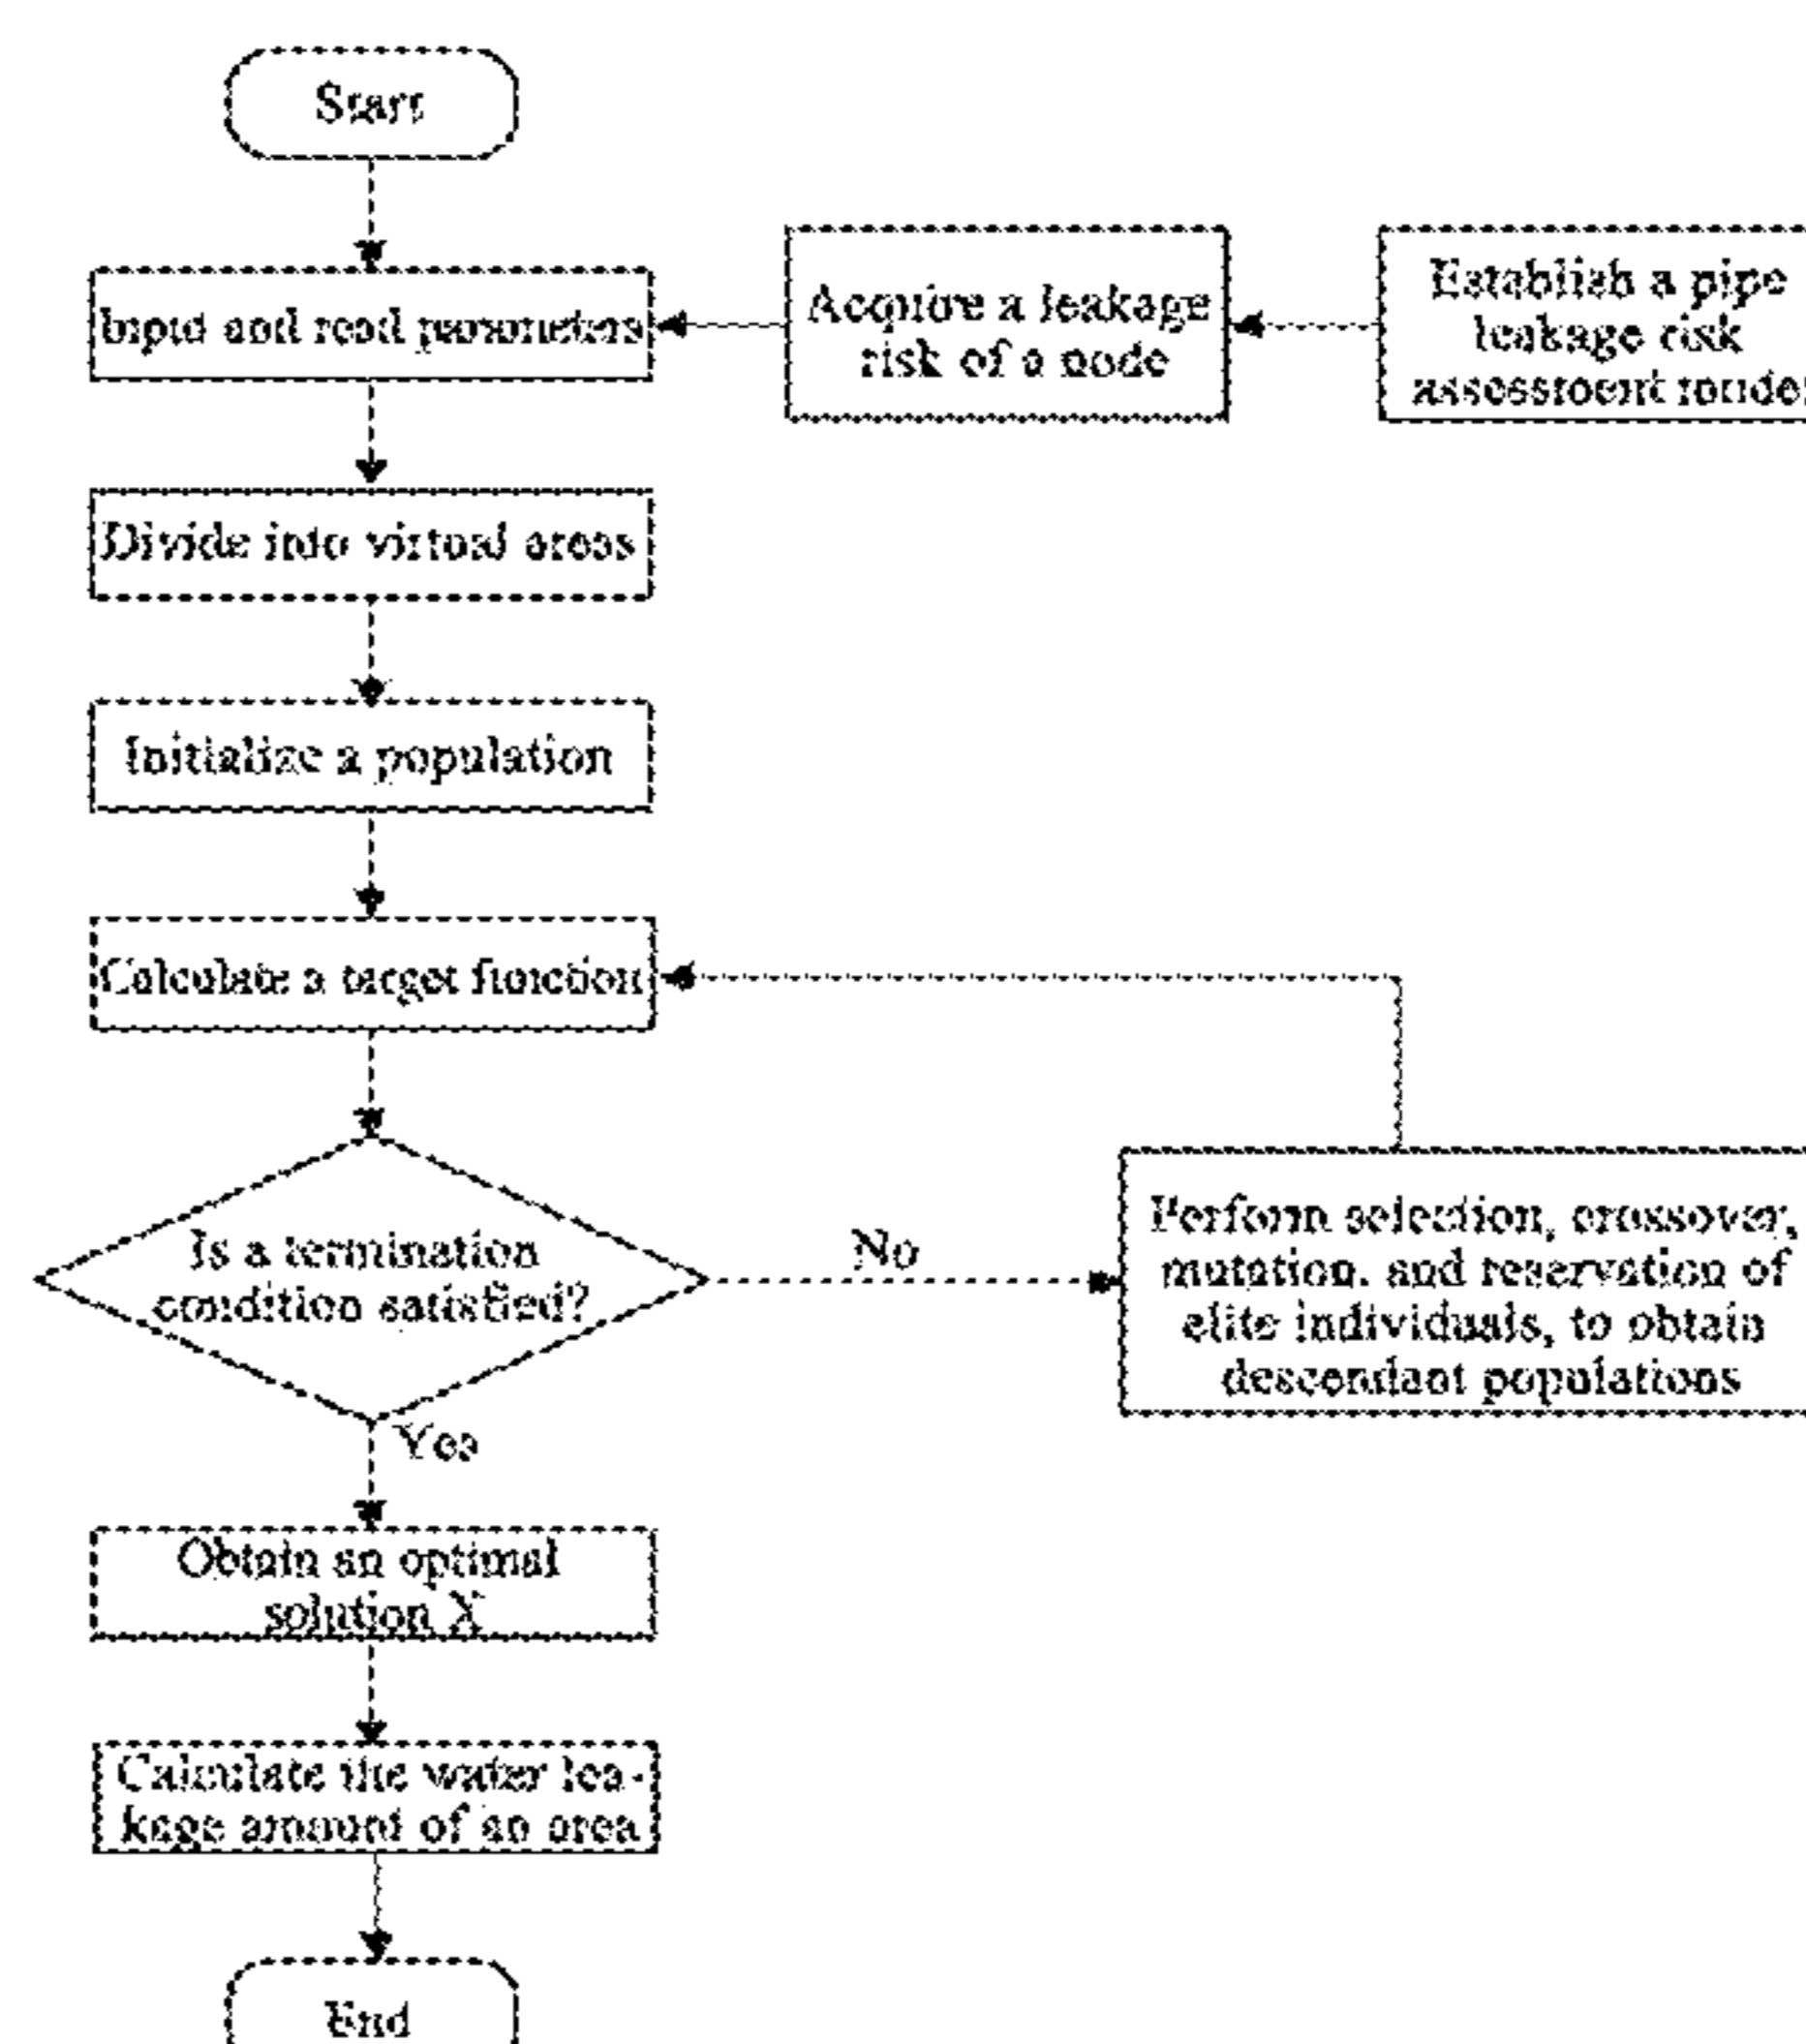 Start
Input and read parameters
Acquire a leakage
risk of a node
Establish a pipe
leakage risk
assessment model
Divide into virtual areas
Initialize a population
Calculate a target function
Is a termination
condition satisfied?
No
Perform selection, crossover,
mutation, and reservation of
elite individuals, to obtain
descendant populations
Yes
Obtain an optimal
solution X
Calculate the water lea-
kage amount of an area
End